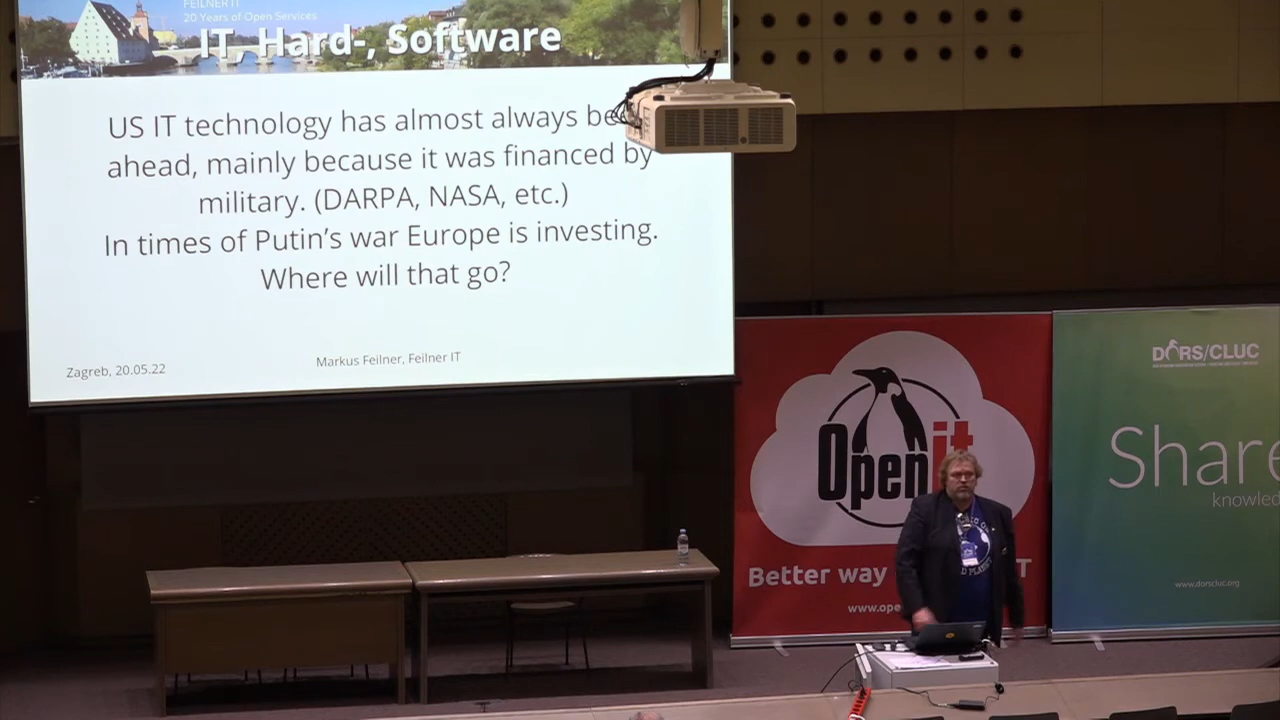 FEILNER IT
20 Years of Open Services
IT, Hard-, Software
US IT technology has almost always
ahead, mainly because it was financed by
military. (DARPA, NASA, etc.)
In times of Putin's war Europe is investing.
Where will that go?
Zagreb, 20.05.22
Markus Feilner, Feilner IT
Openit
Better way
www.ope
DORS/CLUC
Share
knowled
www.dorscluc.org